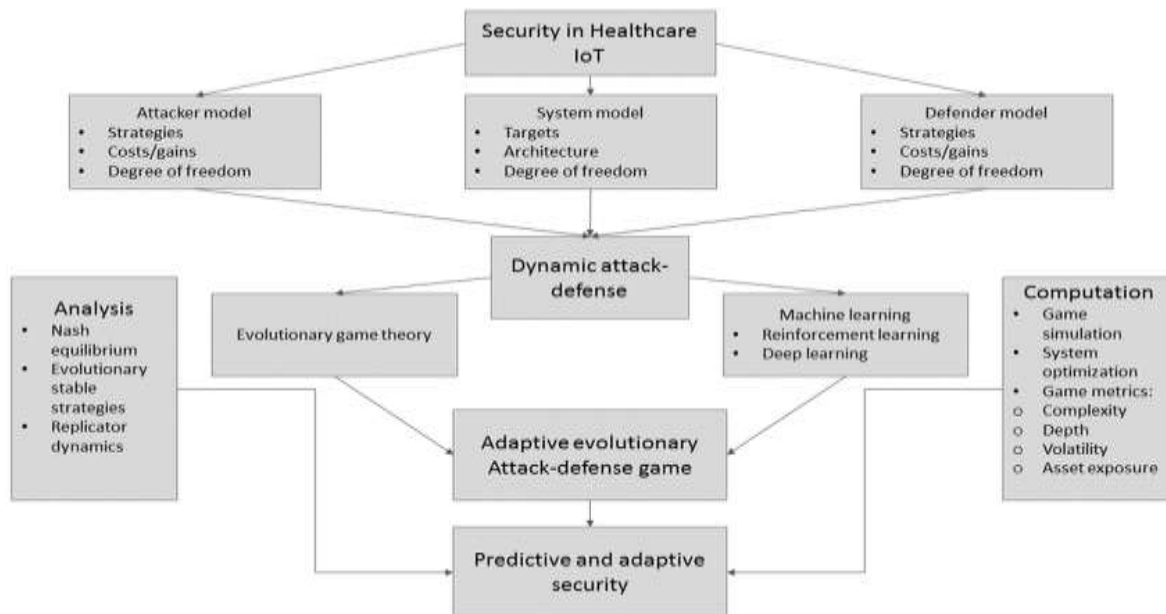 Security in Healthcare
IoT
Attacker model
• Strategies
• Costs/gains
• Degree of freedom
System model
• Targets
• Architecture
• Degree of freedom
Defender model
• Strategies
• Costs/gains
• Degree of freedom
Dynamic attack-
defense
Analysis
• Nash
equilibrium
• Evolutionary
stable
strategies
• Replicator
dynamics
Evolutionary game theory
Machine learning
• Reinforcement learning
• Deep learning
Computation
• Game
simulation
• System
optimization
• Game metrics:
o Complexity
o Depth
o Volatility
o Asset exposure
Adaptive evolutionary
Attack-defense game
Predictive and adaptive
security